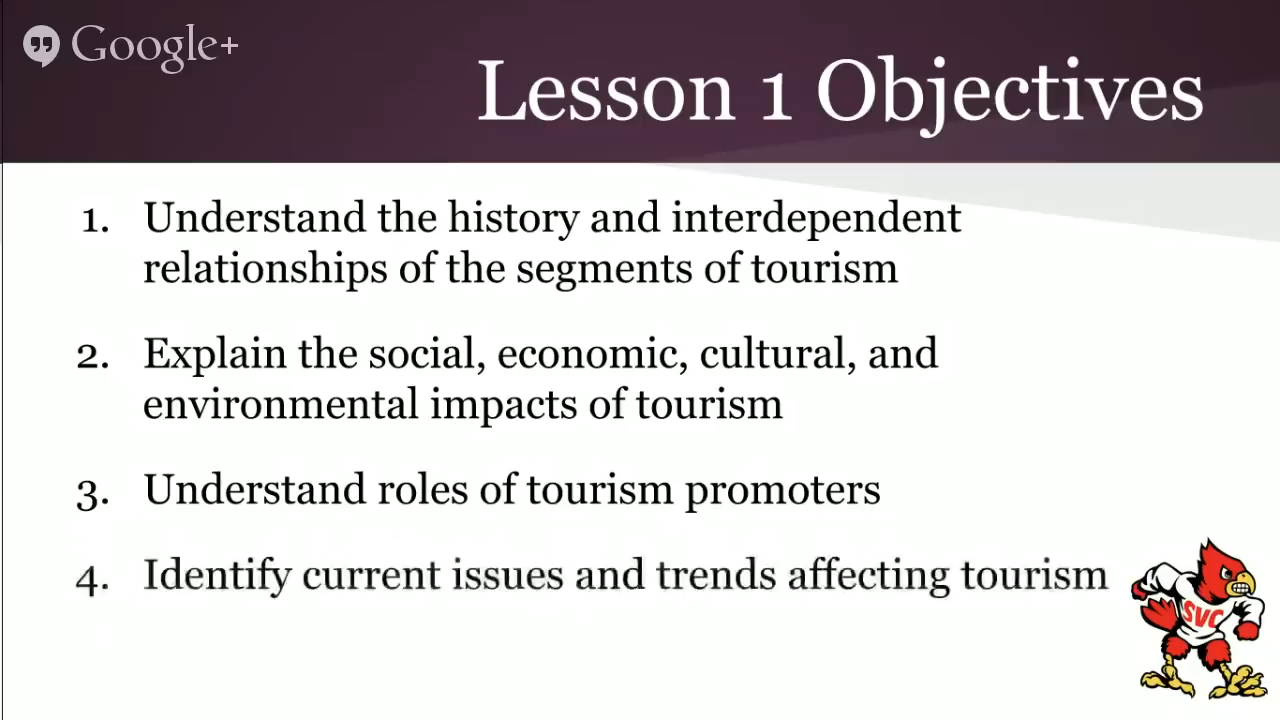 Google+
Lesson 1 Objectives
1. Understand the history and interdependent
relationships of the segments of tourism
2. Explain the social, economic, cultural, and
environmental impacts of tourism
3. Understand roles of tourism promoters
4. Identify current issues and trends affecting tourism
SVC